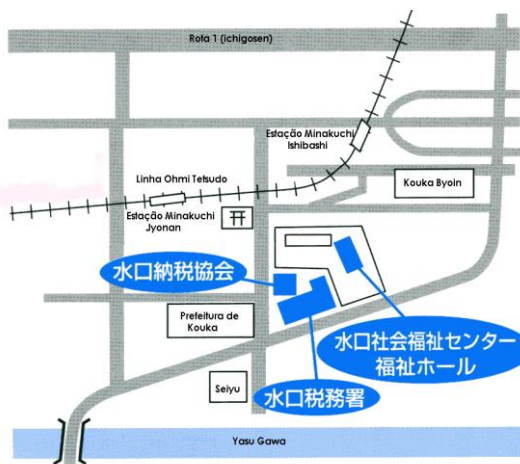 Rota 1 (ichigosen)
Estação Minakuchi
Ishibashi
Linha Ohmi Tetsudo
Kouka Byoin
Estação Minakuchi
Jyonan
水口納税協会
Prefeitura de
Kouka
水口社会福祉センター
福祉ホール
Seiyu
水口税務署
Yasu Gawa